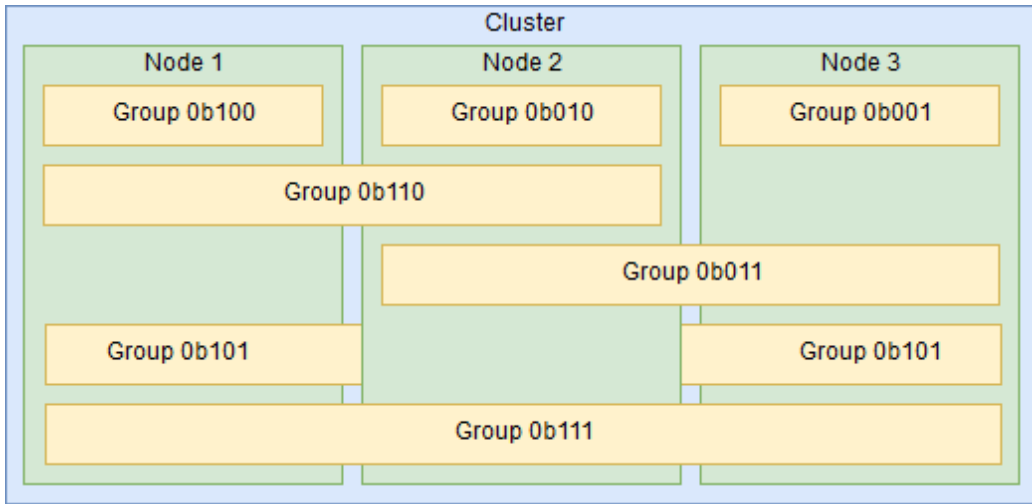 Cluster
Node 1
Node 2
Node 3
Group 0b100
Group 0b010
Group 0b001
Group 0b110
Group 0b011
Group 0b101
Group 0b101
Group 0b111